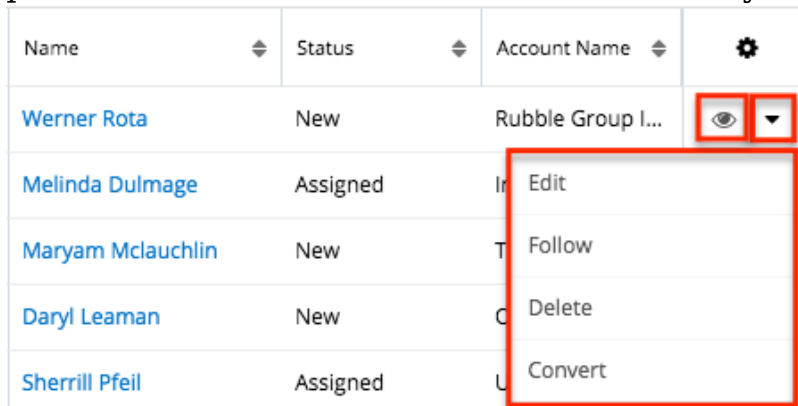 Name Status Account Name
Werner Rota New Rubble Group I...
Melinda Dulmage Assigned
Edit
Maryam Mclauchlin New
Follow
Daryl Leaman New
Delete
Sherrill Pfeil Assigned
Convert